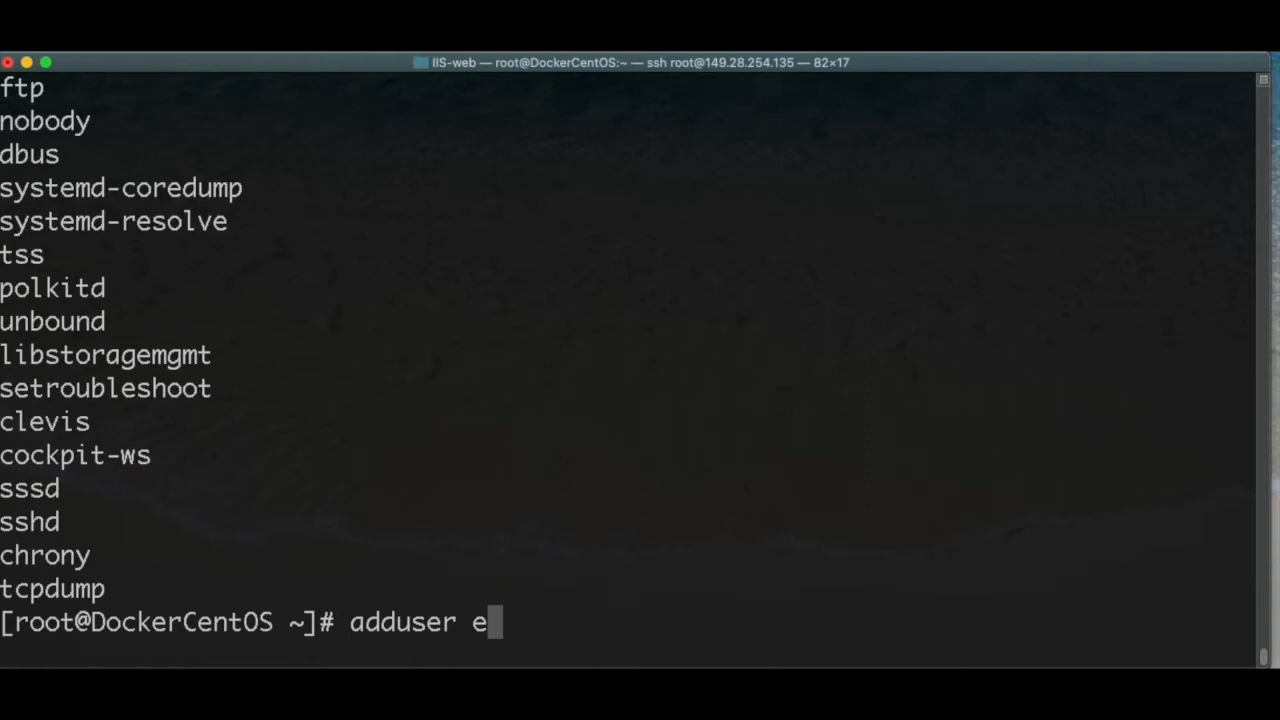 IIS-web — root@DockerCentOS:~ — ssh root@149.28.254.135 — 82×17
ftp
nobody
dbus
systemd-coredump
systemd-resolve
tss
polkitd
unbound
libstoragemgmt
setroubleshoot
clevis
cockpit-ws
sssd
sshd
chrony
tcpdump
[root@DockerCentOS ~]# adduser e